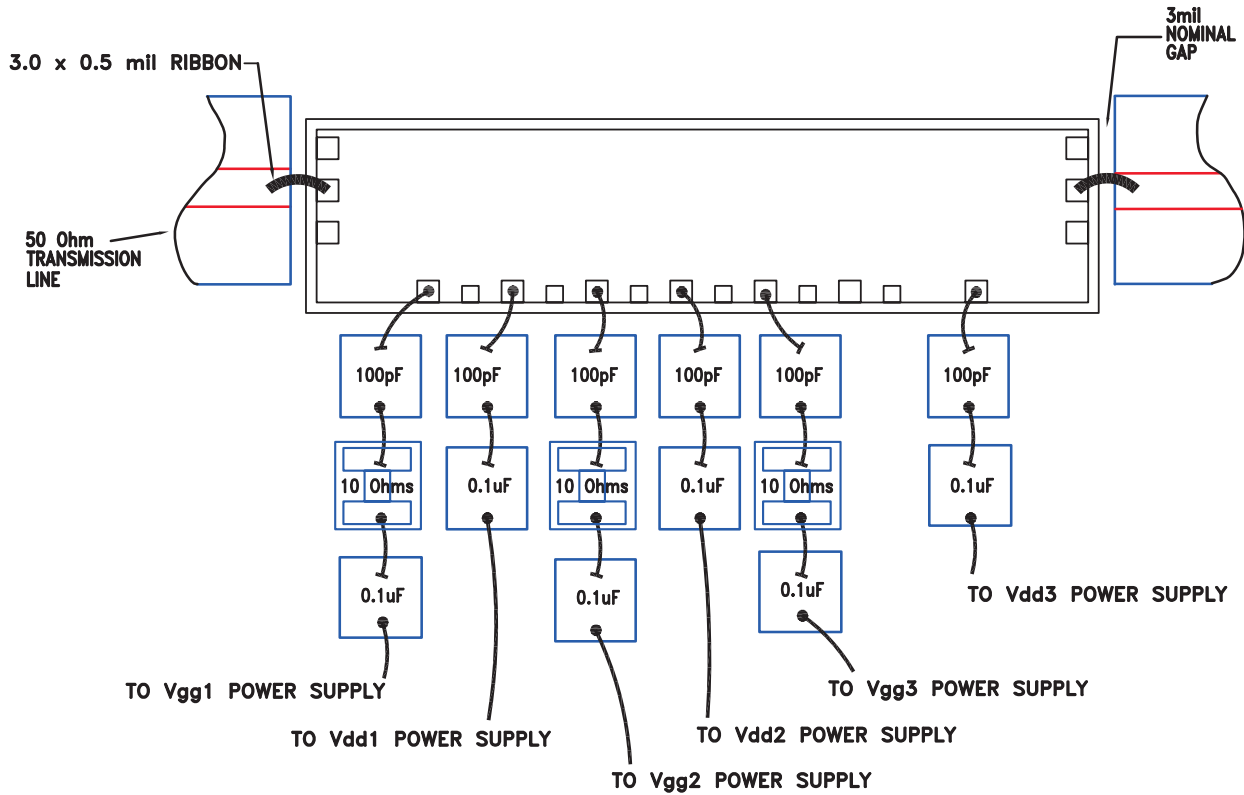 3mil
NOMINAL
GAP
3.0 x 0.5 mil RIBBON
50 Ohm
TRANSMISSION
LINE
100pF
100pF
100pF
100pF
100pF
100pF
10 Ohms
0.1uF
10 Ohms
0.1uF
10 Ohms
0.1uF
0.1uF
0.1uF
0.1uF
TO Vdd3 POWER SUPPLY
TO Vgg1 POWER SUPPLY
TO Vgg3 POWER SUPPLY
TO Vdd1 POWER SUPPLY
TO Vdd2 POWER SUPPLY
TO Vgg2 POWER SUPPLY